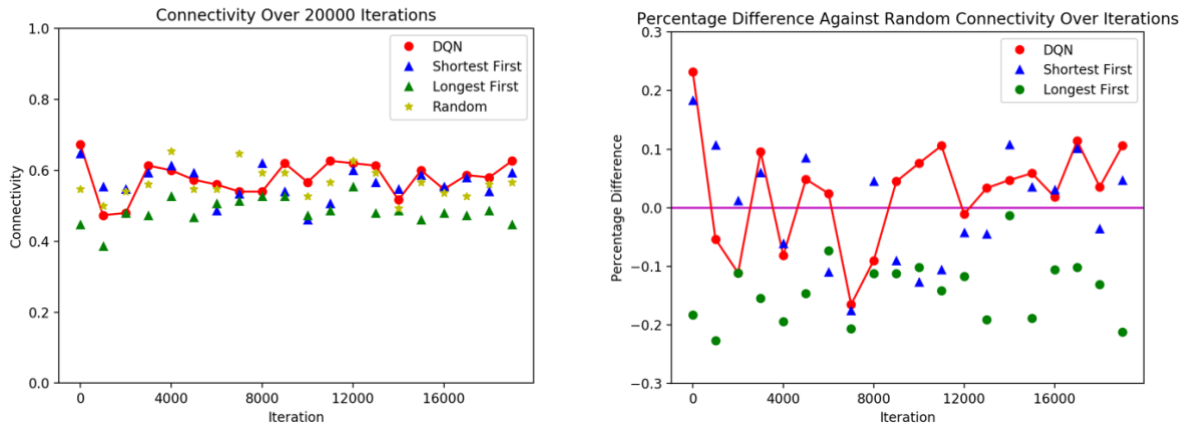 Connectivity Over 20000 Iterations
1.0
0.8
0.6
0.4
0.2
0.0
Connectivity
DQN
Shortest First
Longest First
Random
0
4000
8000
12000
16000
Iteration
Percentage Difference Against Random Connectivity Over Iterations
0.3
0.2
0.1
0.0
−0.1
−0.2
−0.3
Percentage Difference
DQN
Shortest First
Longest First
0
4000
8000
12000
16000
Iteration